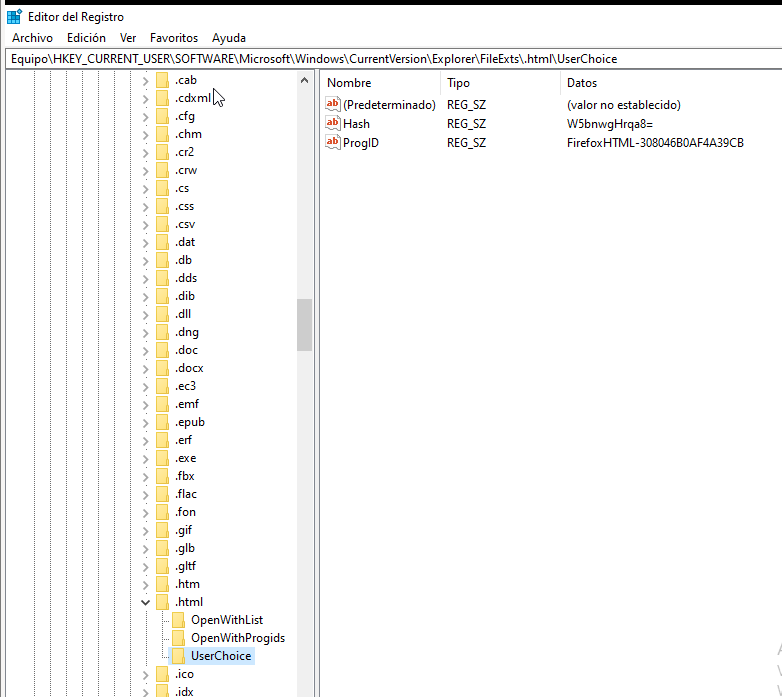 Editor del Registro
Archivo Edición Ver Favoritos Ayuda
Equipo\HKEY_CURRENT_USER\SOFTWARE\Microsoft\Windows\CurrentVersion\Explorer\FileExts\.html\UserChoice
.cab
.cdxml
.cfg
.chm
.cr2
.crw
.cs
.css
.csv
.dat
.db
.dds
.dib
.dll
.dng
.doc
.docx
.ec3
.emf
.epub
.erf
.exe
.fbx
.flac
.fon
.gif
.glb
.gltf
.htm
.html
OpenWithList
OpenWithProgids
UserChoice
.ico
.idx
Nombre Tipo Datos
ab (Predeterminado) REG_SZ (valor no establecido)
ab Hash REG_SZ W5bnwgHrqa8=
ab ProgID REG_SZ FirefoxHTML-308046B0AF4A39CB